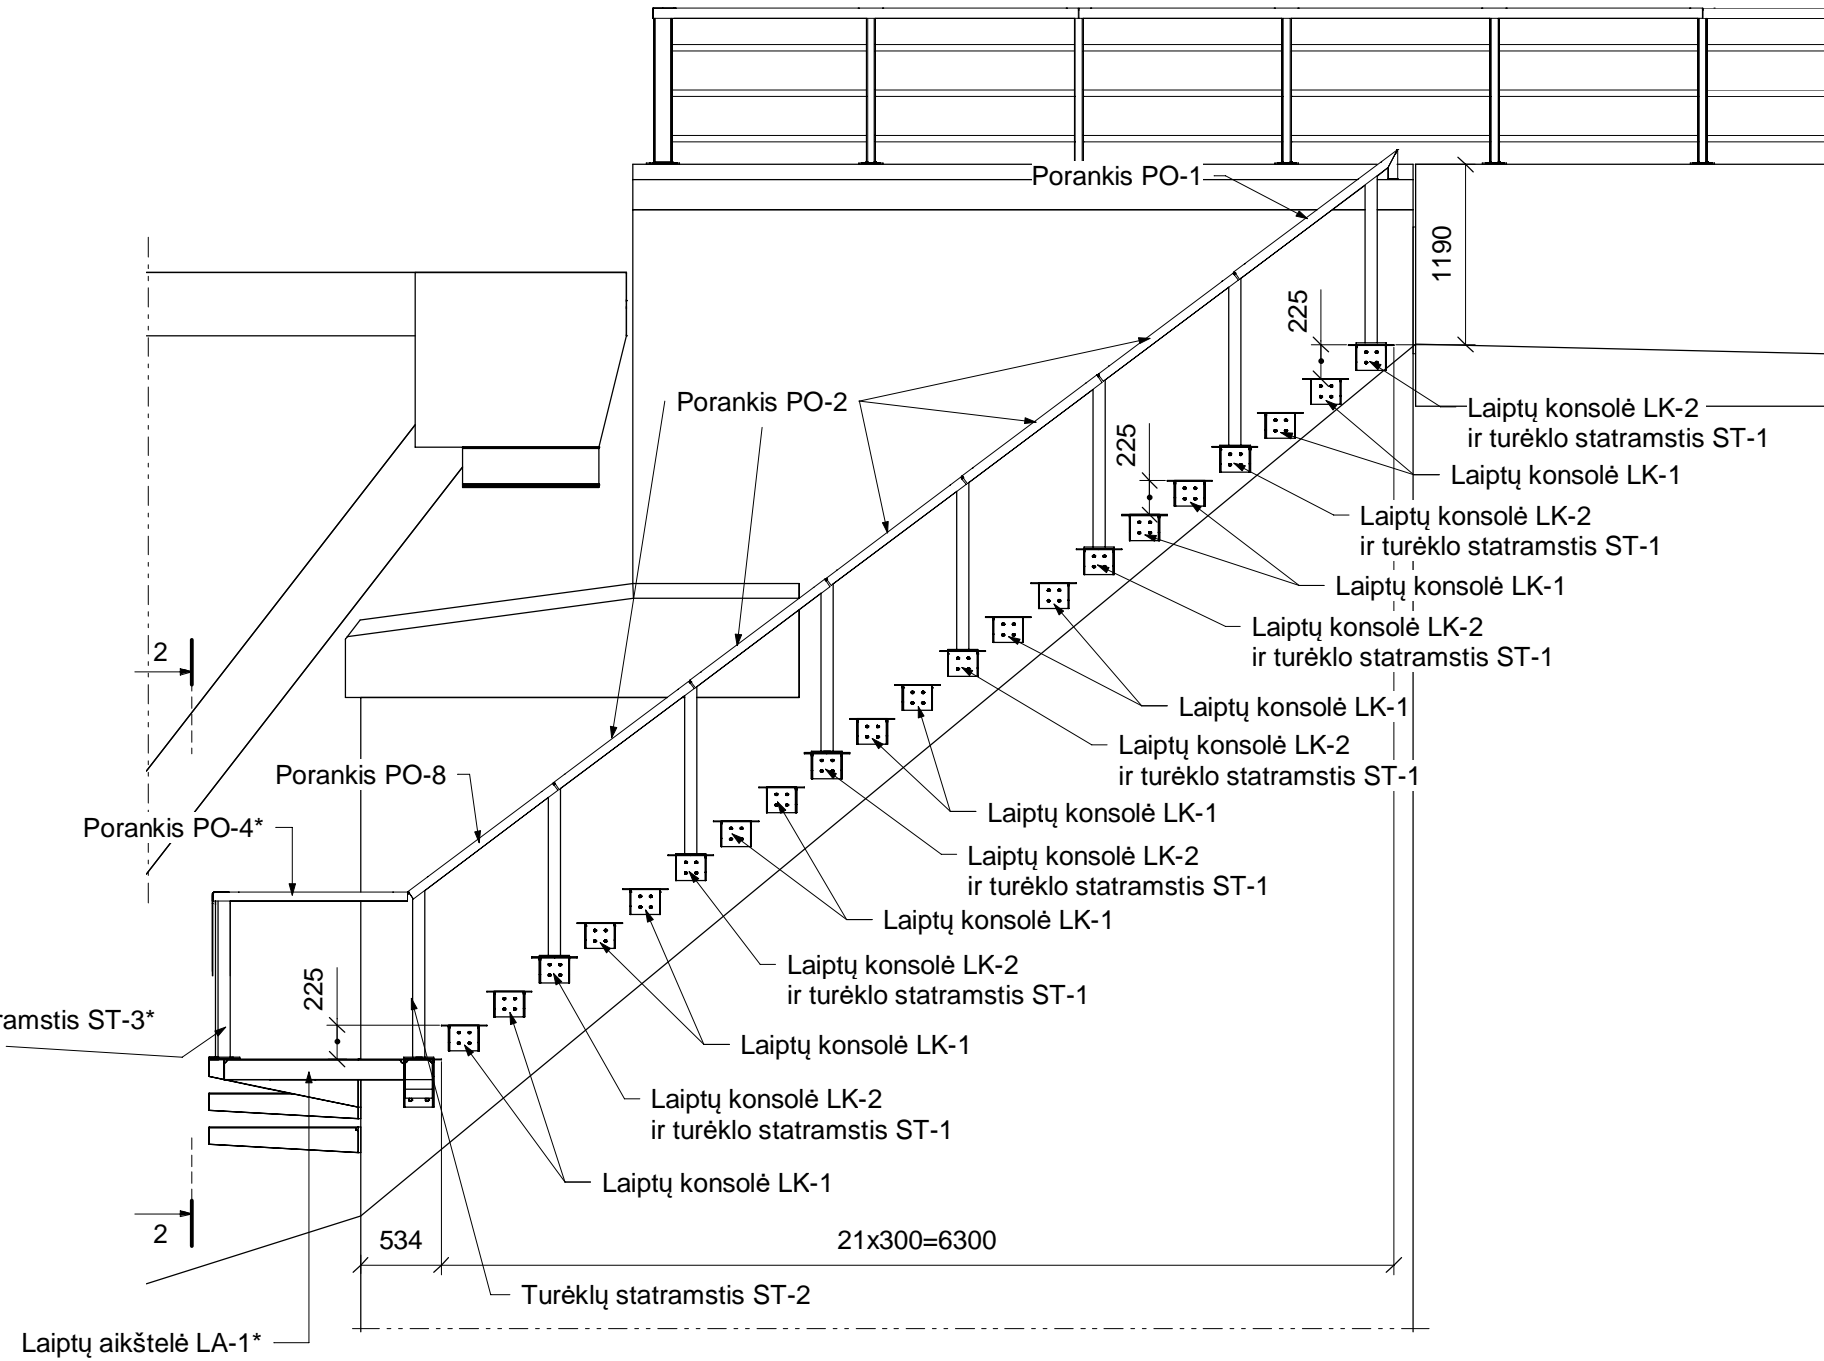 Porankis PO-1
1190
225
Porankis PO-2
Laiptų konsolė LK-2
ir turėklo statramstis ST-1
Laiptų konsolė LK-1
225
Laiptų konsolė LK-2
ir turėklo statramstis ST-1
Laiptų konsolė LK-1
Laiptų konsolė LK-2
ir turėklo statramstis ST-1
2
Laiptų konsolė LK-1
Laiptų konsolė LK-2
ir turėklo statramstis ST-1
Porankis PO-8
Laiptų konsolė LK-1
Porankis PO-4*
Laiptų konsolė LK-2
ir turėklo statramstis ST-1
Laiptų konsolė LK-1
Laiptų konsolė LK-2
ir turėklo statramstis ST-1
225
ramstis ST-3*
Laiptų konsolė LK-1
Laiptų konsolė LK-2
ir turėklo statramstis ST-1
Laiptų konsolė LK-1
2
534
21x300=6300
Turėklų statramstis ST-2
Laiptų aikštelė LA-1*